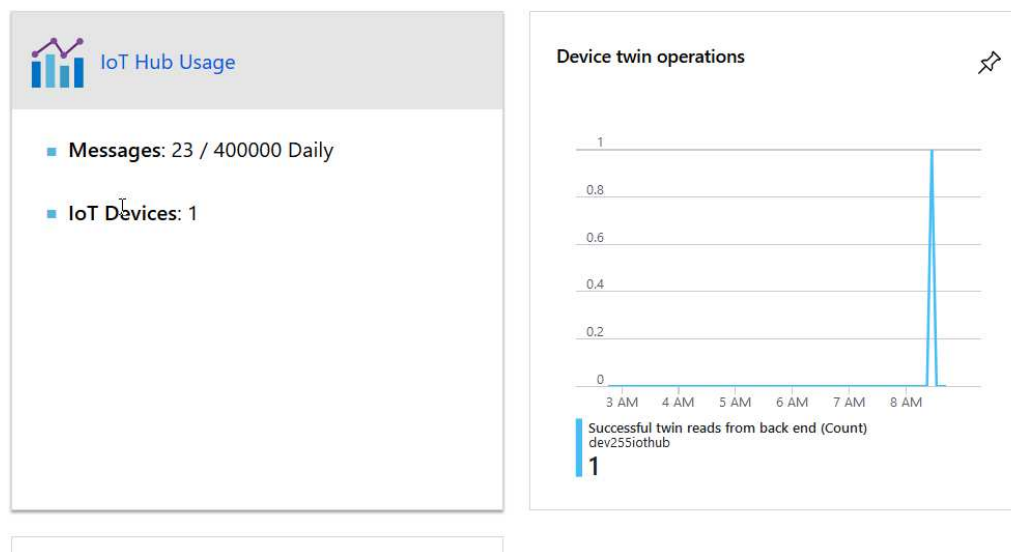 IoT Hub Usage
Messages: 23 / 400000 Daily
IoT Devices: 1
Device twin operations
1
0.8
0.6
0.4
0.2
0
3 AM 4 AM 5 AM 6 AM 7 AM 8 AM
Successful twin reads from back end (Count)
dev255iothub
1